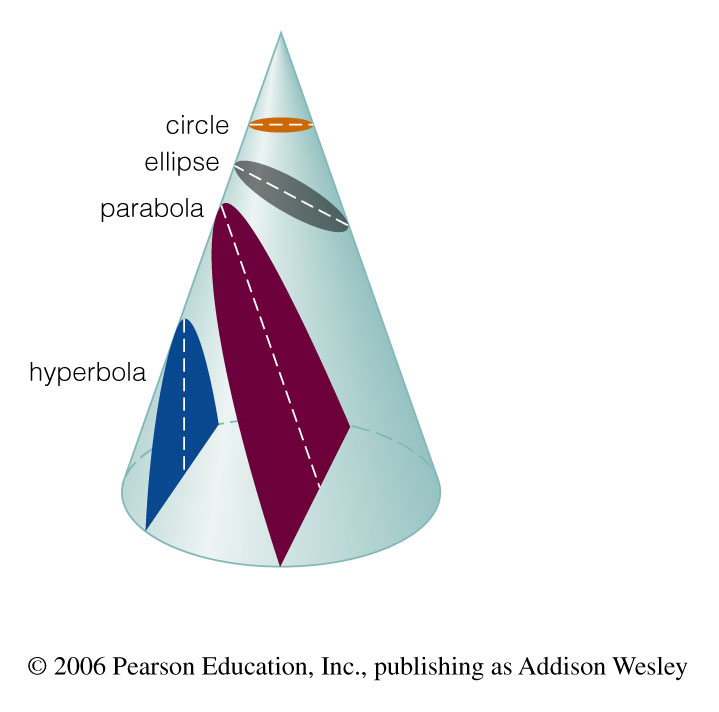 circle
ellipse
parabola
hyperbola
© 2006 Pearson Education, Inc., publishing as Addison Wesley